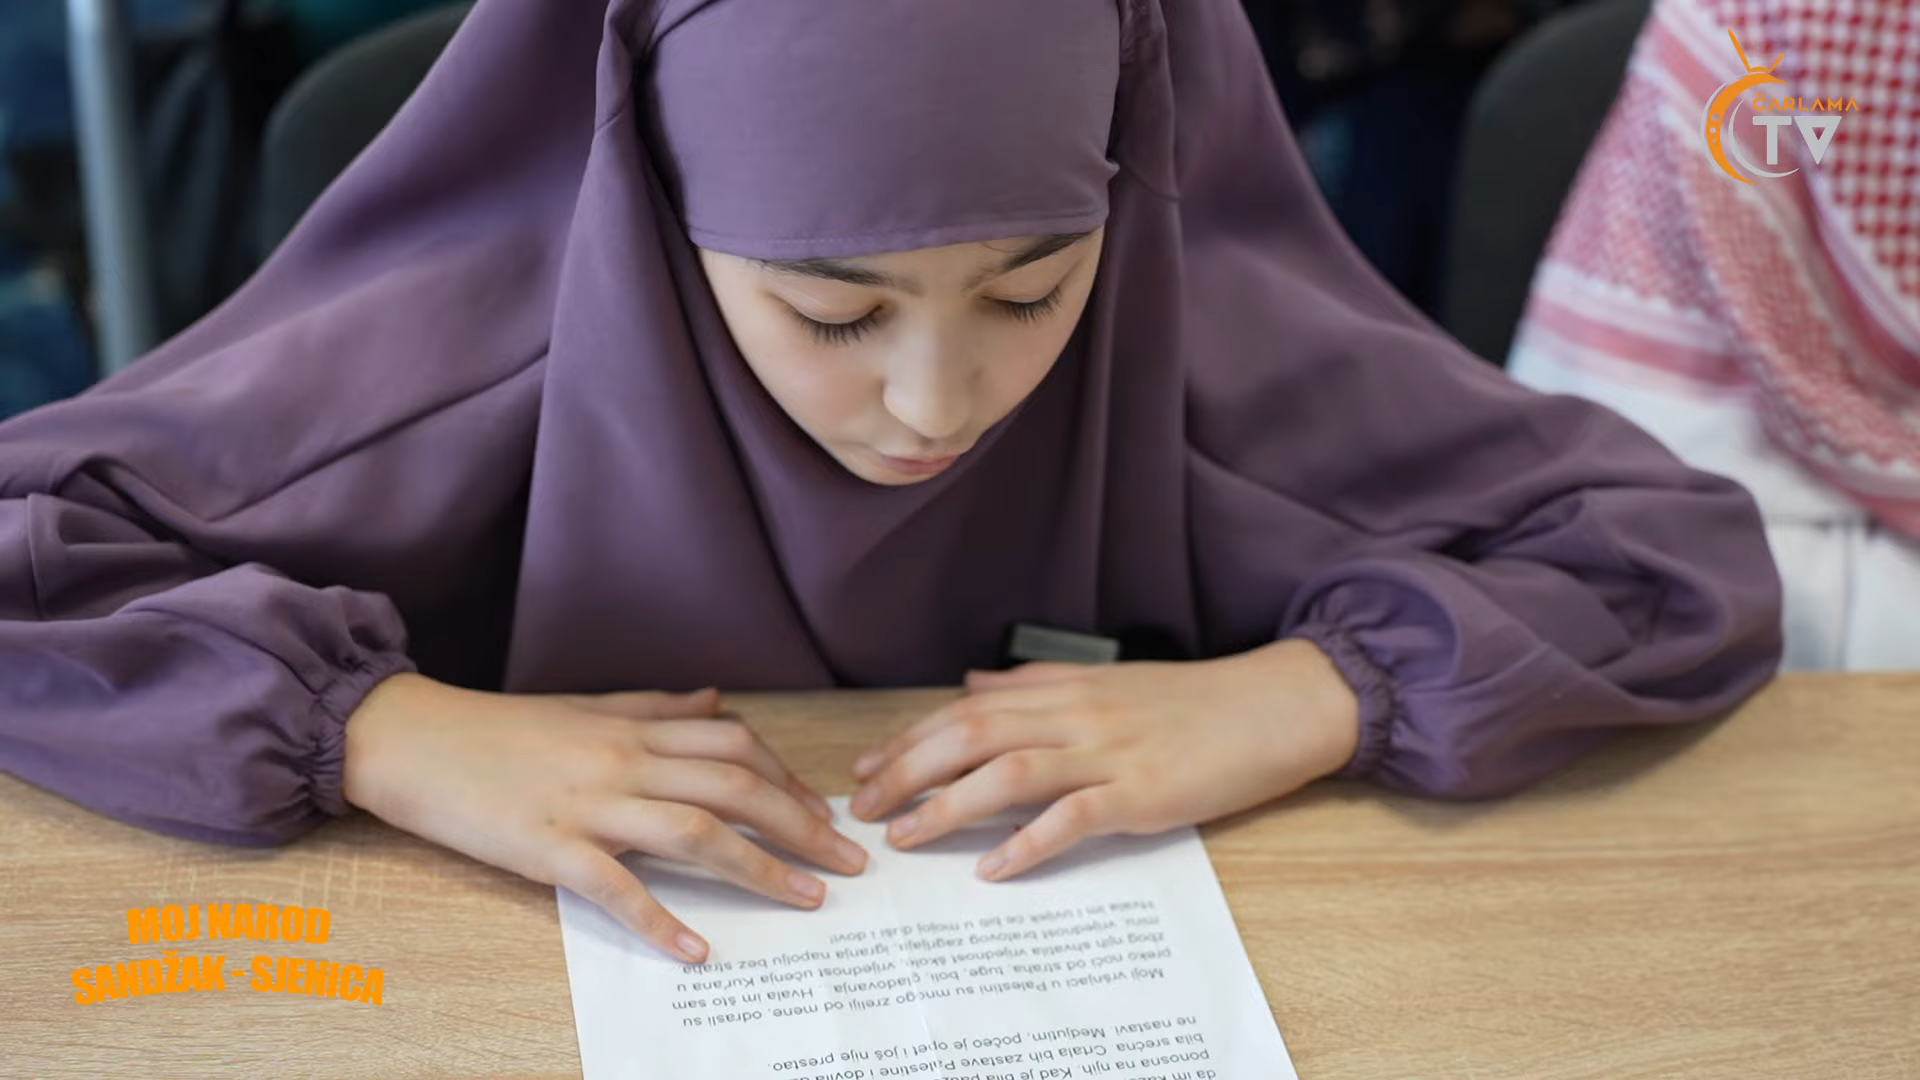 ČARLAMA
TV
MOJ NAROD
SANDŽAK - SJENICA
da im
ponosna na njih. Kad je bila
bila srećna. Crtala bih zastave Palestine i dovila
ne nastavi. Medjutim, počeo je opet i još nije prestao.
Moji vršnjaci u Palestini su mnogo zreliji od mene, odrasli su
preko noći od straha, tuge, boli, gladovanja... Hvala im što sam
zbog njih shvatila vrijednost škole, vrijednost učenja Kur'ana u
miru, vrijednost bratovog zagrljaja, igranja napolju bez straha.
Hvala im i uvijek će biti u mojoj duši i dovi!